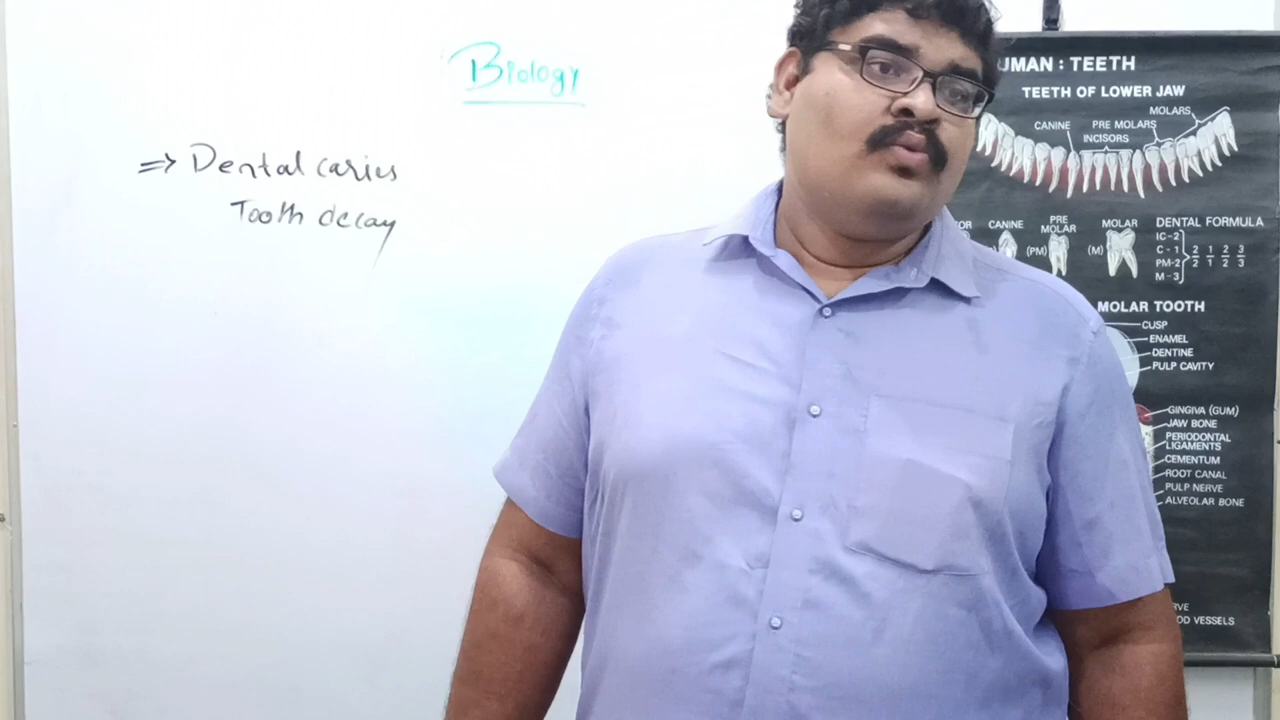 Biology
⇒ Dental caries
Tooth decay
UMAN : TEETH
TEETH OF LOWER JAW
MOLARS
CANINE PRE MOLARS
INCISORS
CANINE PRE MOLAR MOLAR
(PM) (M)
DENTAL FORMULA
IC-2
C-1 2/2 1/1 2/2 3/3
PM-2
M-3
MOLAR TOOTH
CUSP
ENAMEL
DENTINE
PULP CAVITY
GINGIVA (GUM)
JAW BONE
PERIODONTAL
LIGAMENTS
CEMENTUM
ROOT CANAL
PULP NERVE
ALVEOLAR BONE
RVE
OD VESSELS